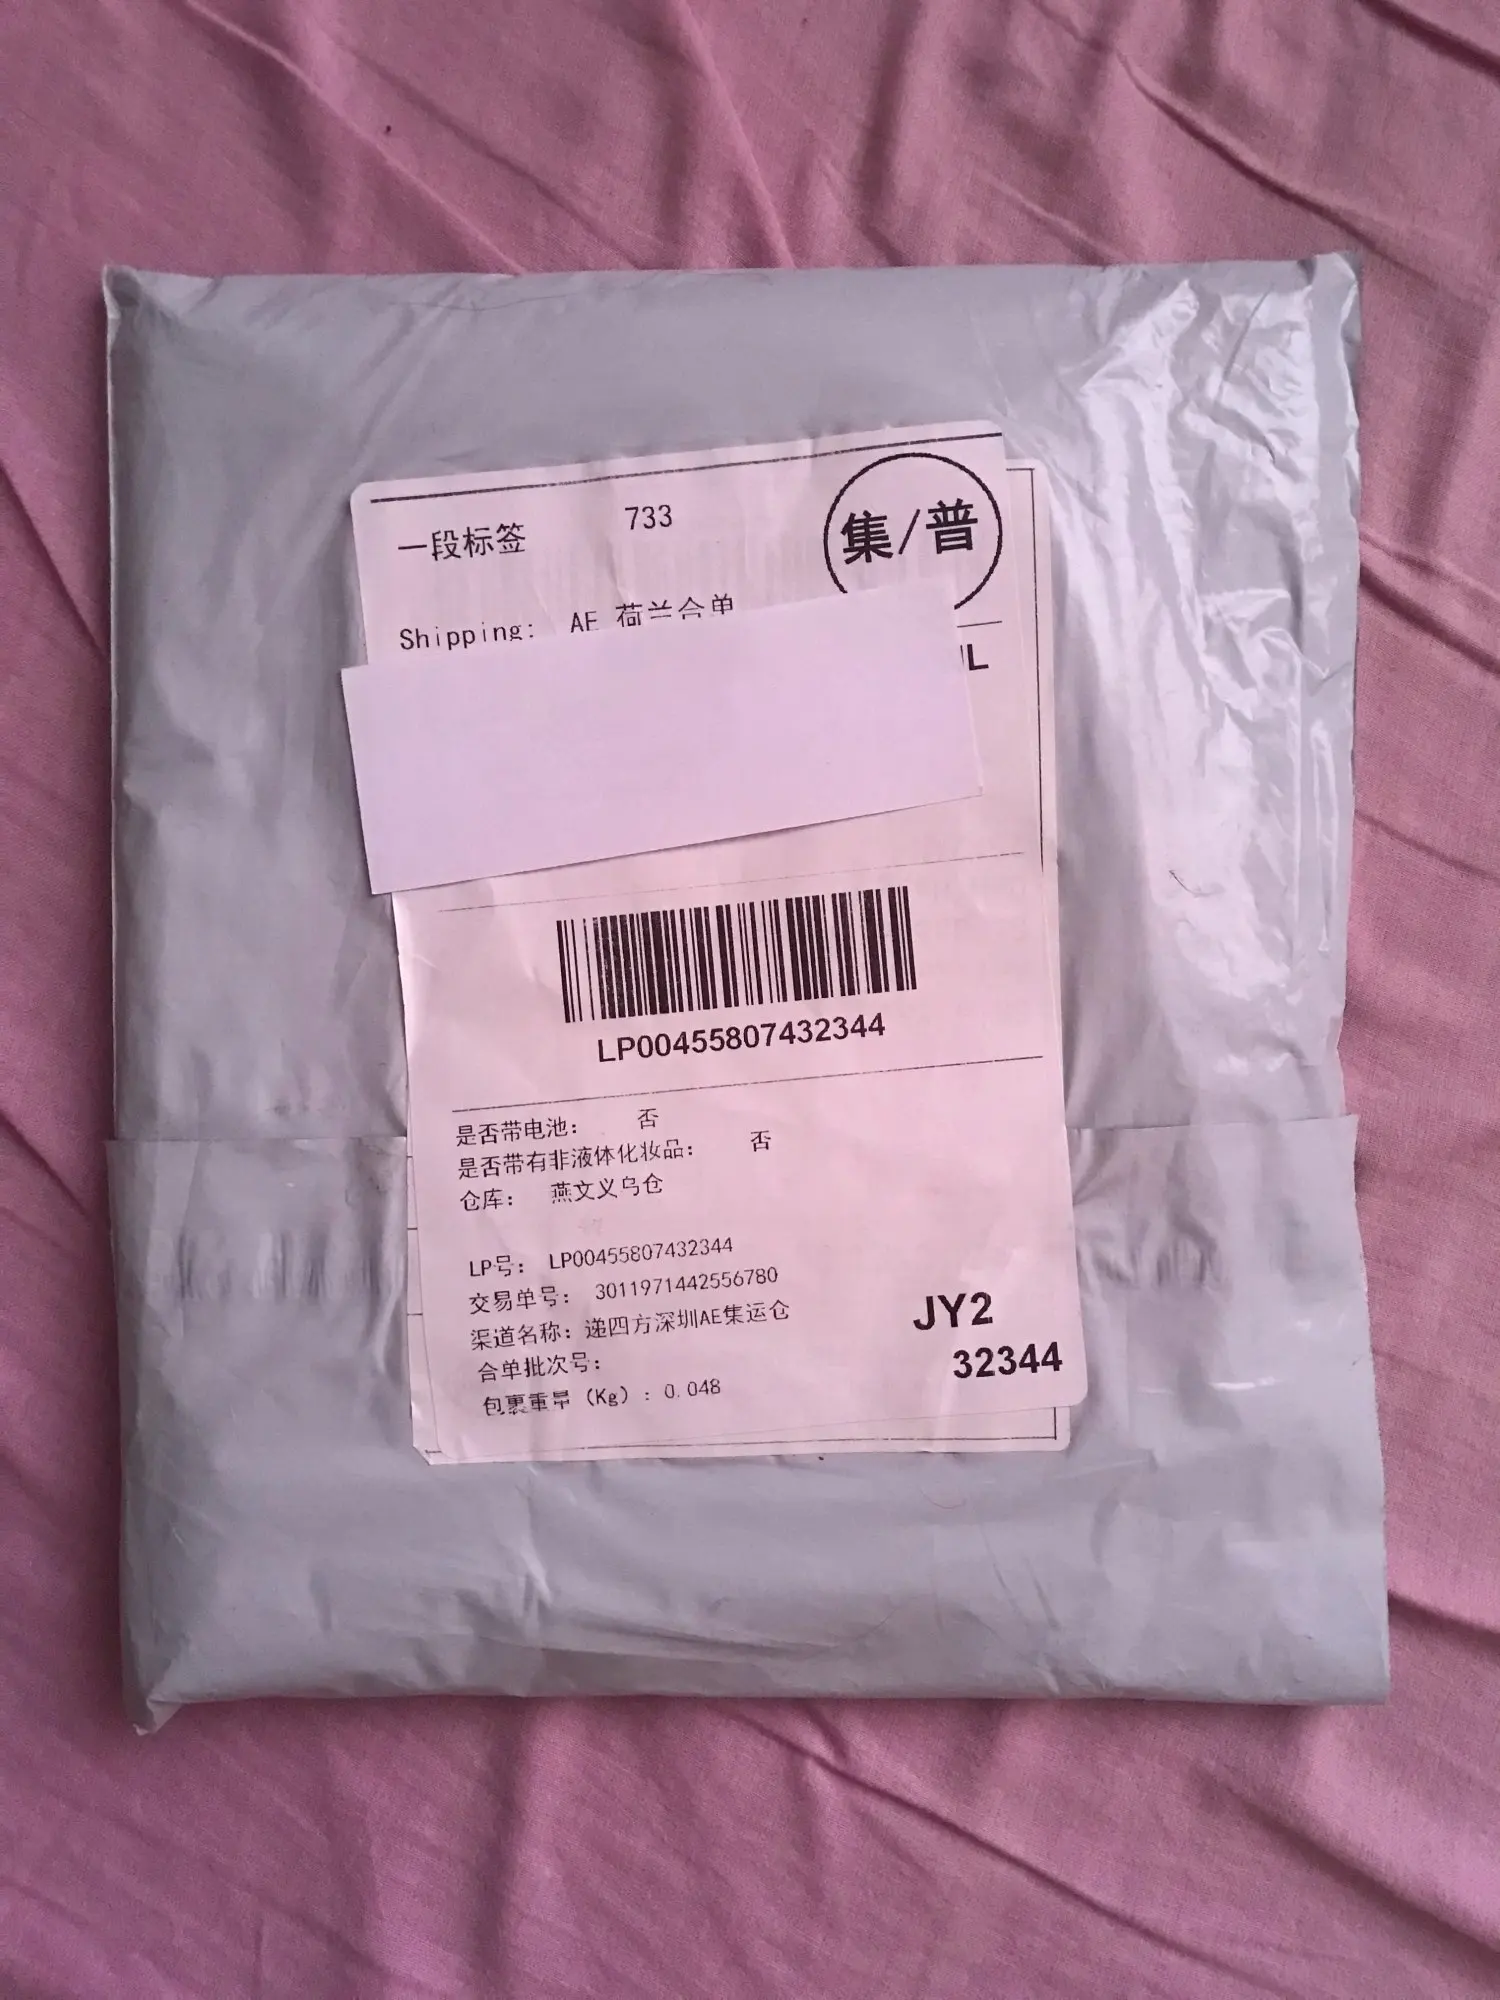 一段标签 733
集/普
Shipping: AE 荷兰合单
LP00455807432344
是否带电池: 否
是否带有非液体化妆品: 否
仓库: 燕文义乌仓
LP号: LP00455807432344
交易单号: 3011971442556780
渠道名称: 递四方深圳AE集运仓
JY2
合单批次号:
32344
包裹重量 (Kg) : 0.048